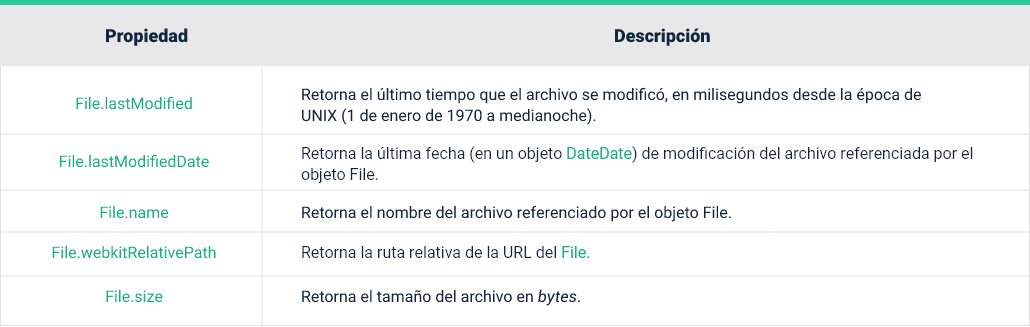 Propiedad Descripción
File.lastModified
Retorna el último tiempo que el archivo se modificó, en milisegundos desde la época de
UNIX (1 de enero de 1970 a medianoche).
File.lastModifiedDate
Retorna la última fecha (en un objeto DateDate) de modificación del archivo referenciada por el
objeto File.
File.name Retorna el nombre del archivo referenciado por el objeto File.
File.webkitRelativePath Retorna la ruta relativa de la URL del File.
File.size Retorna el tamaño del archivo en bytes.